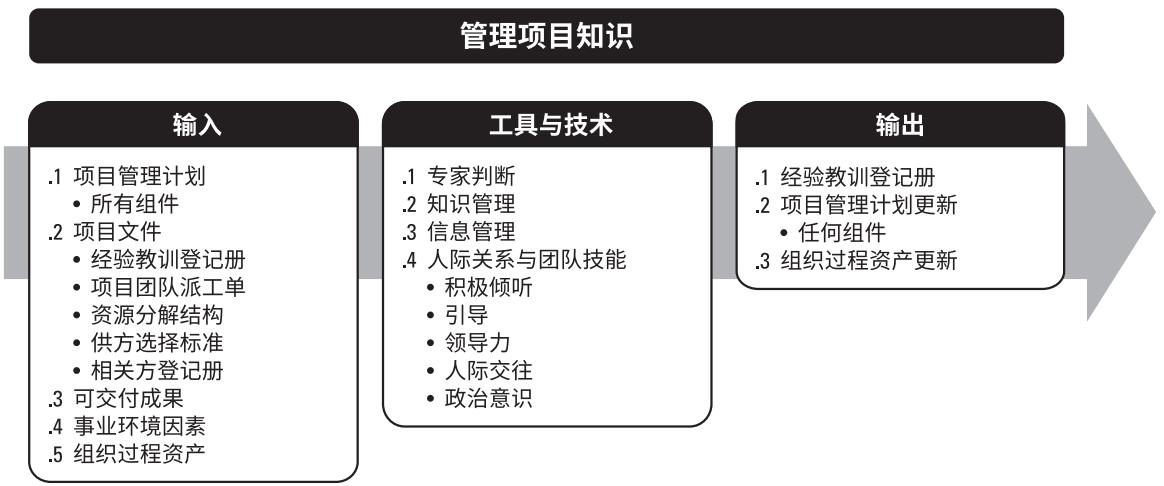 管理项目知识
输入
.1 项目管理计划
• 所有组件
.2 项目文件
• 经验教训登记册
• 项目团队派工单
• 资源分解结构
• 供方选择标准
• 相关方登记册
.3 可交付成果
.4 事业环境因素
.5 组织过程资产
工具与技术
.1 专家判断
.2 知识管理
.3 信息管理
.4 人际关系与团队技能
• 积极倾听
• 引导
• 领导力
• 人际交往
• 政治意识
输出
.1 经验教训登记册
.2 项目管理计划更新
• 任何组件
.3 组织过程资产更新